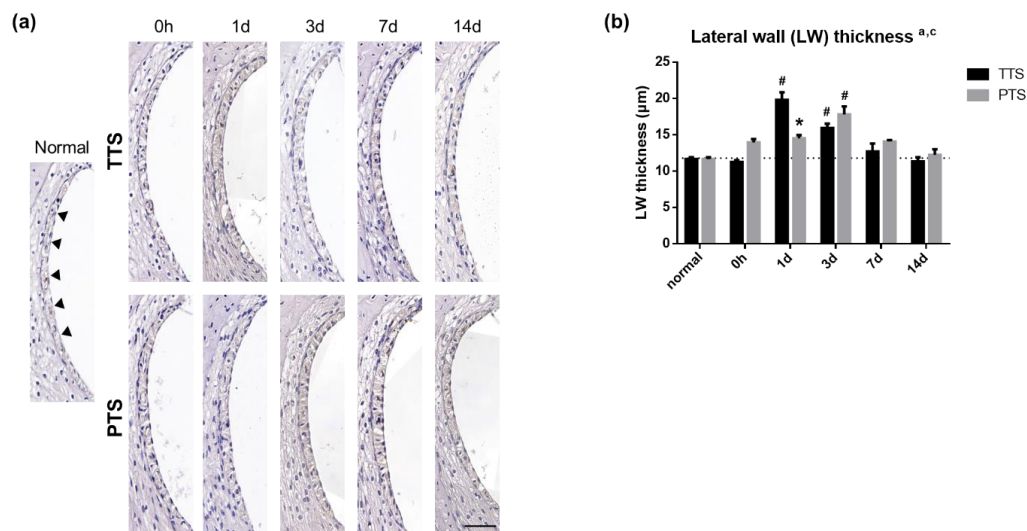 (a)
0h 1d 3d 7d 14d
Normal
TTS
PTS
(b)
Lateral wall (LW) thickness a,c
LW thickness (μm)
25
20
15
10
5
0
# * # #
normal 0h 1d 3d 7d 14d
TTS
PTS